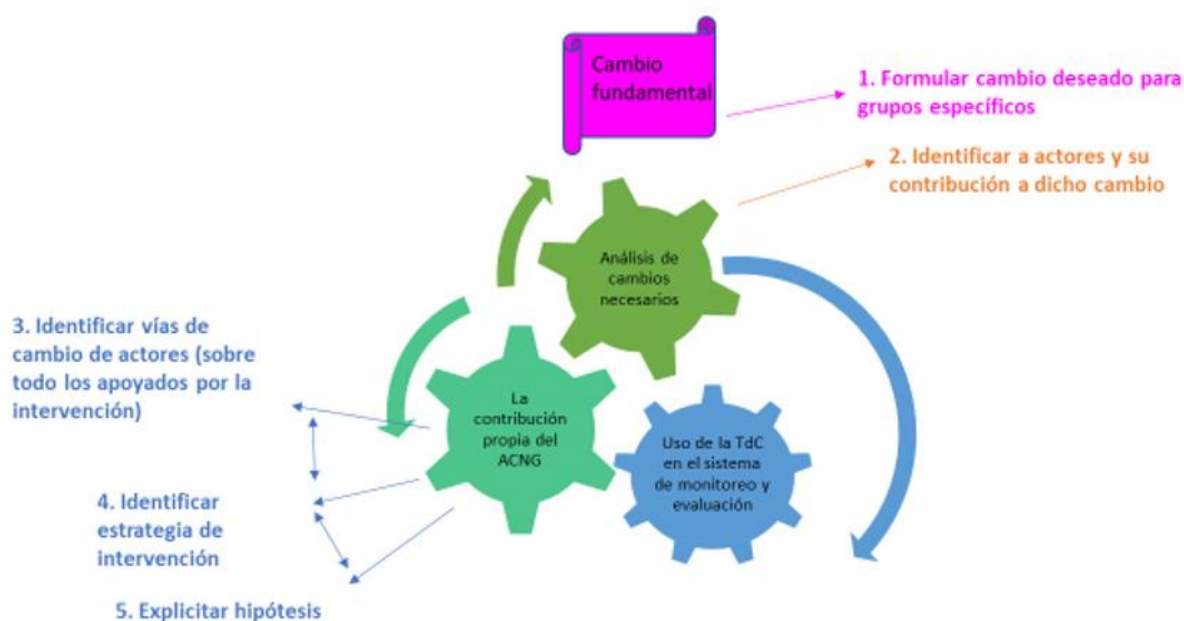 Cambio
fundamental
1. Formular cambio deseado para
grupos específicos
2. Identificar a actores y su
contribución a dicho cambio
Análisis de
cambios
necesarios
3. Identificar vías de
cambio de actores (sobre
todo los apoyados por la
intervención)
La
contribución
propia del
ACNG
Uso de la TdC
en el sistema
de monitoreo y
evaluación
4. Identificar
estrategia de
intervención
5. Explicitar hipótesis